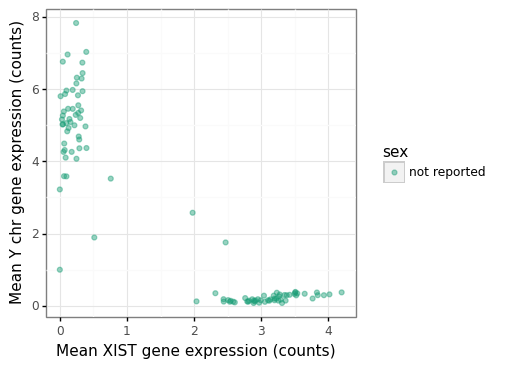 8
6
4
2
0
0
1
2
3
4
Mean Y chr gene expression (counts)
Mean XIST gene expression (counts)
sex
not reported